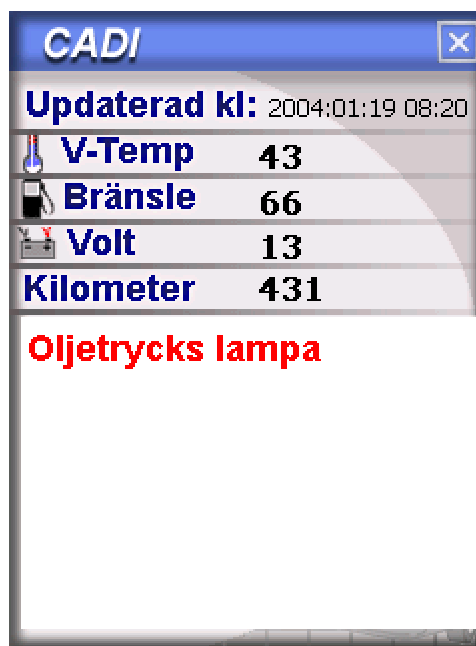 CADI
Updaterad kl: 2004:01:19 08:20
V-Temp 43
Bränsle 66
Volt 13
Kilometer 431
Oljetrycks lampa